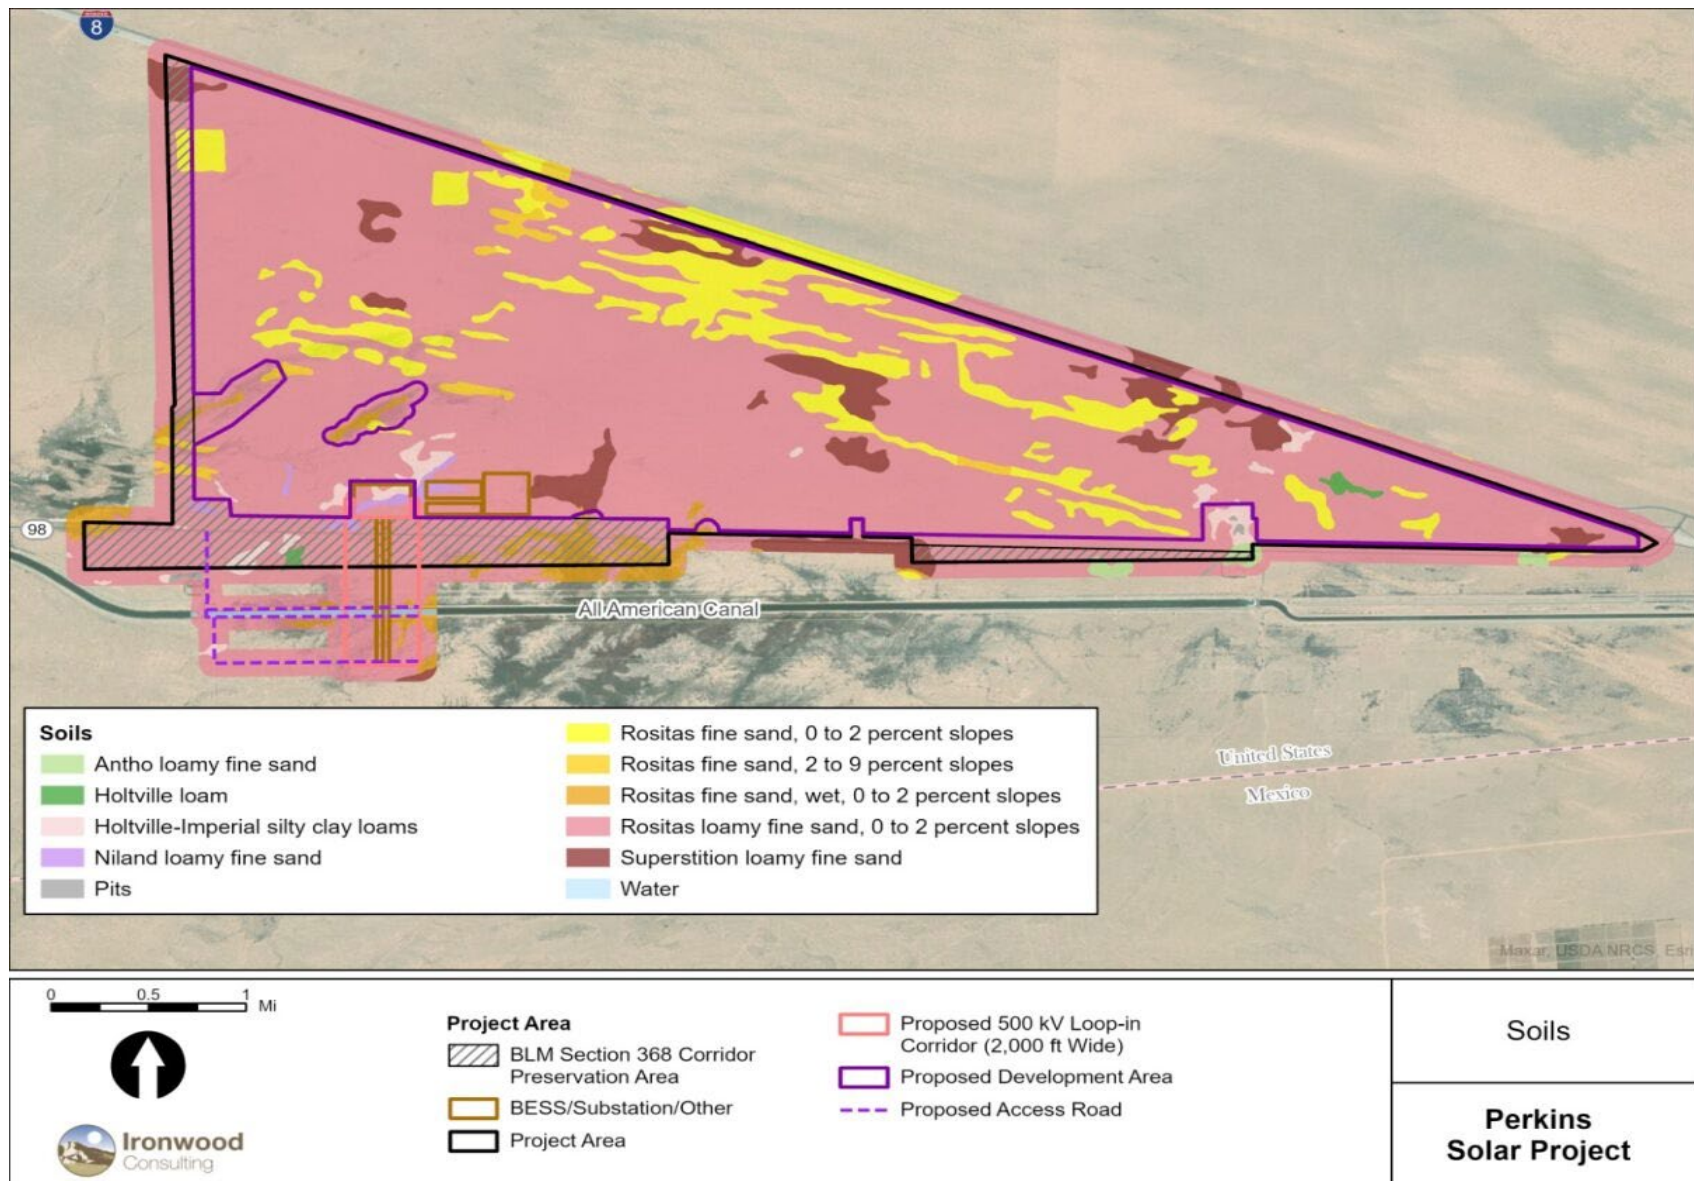 8
98
All American Canal
United States
Mexico
Soils
Antho loamy fine sand
Holtville loam
Holtville-Imperial silty clay loams
Niland loamy fine sand
Pits
Rositas fine sand, 0 to 2 percent slopes
Rositas fine sand, 2 to 9 percent slopes
Rositas fine sand, wet, 0 to 2 percent slopes
Rositas loamy fine sand, 0 to 2 percent slopes
Superstition loamy fine sand
Water
Maxar, USDA NRCS, Esri
0 0.5 1
Mi
Ironwood
Consulting
Project Area
BLM Section 368 Corridor
Preservation Area
BESS/Substation/Other
Project Area
Proposed 500 kV Loop-in
Corridor (2,000 ft Wide)
Proposed Development Area
Proposed Access Road
Soils
Perkins
Solar Project